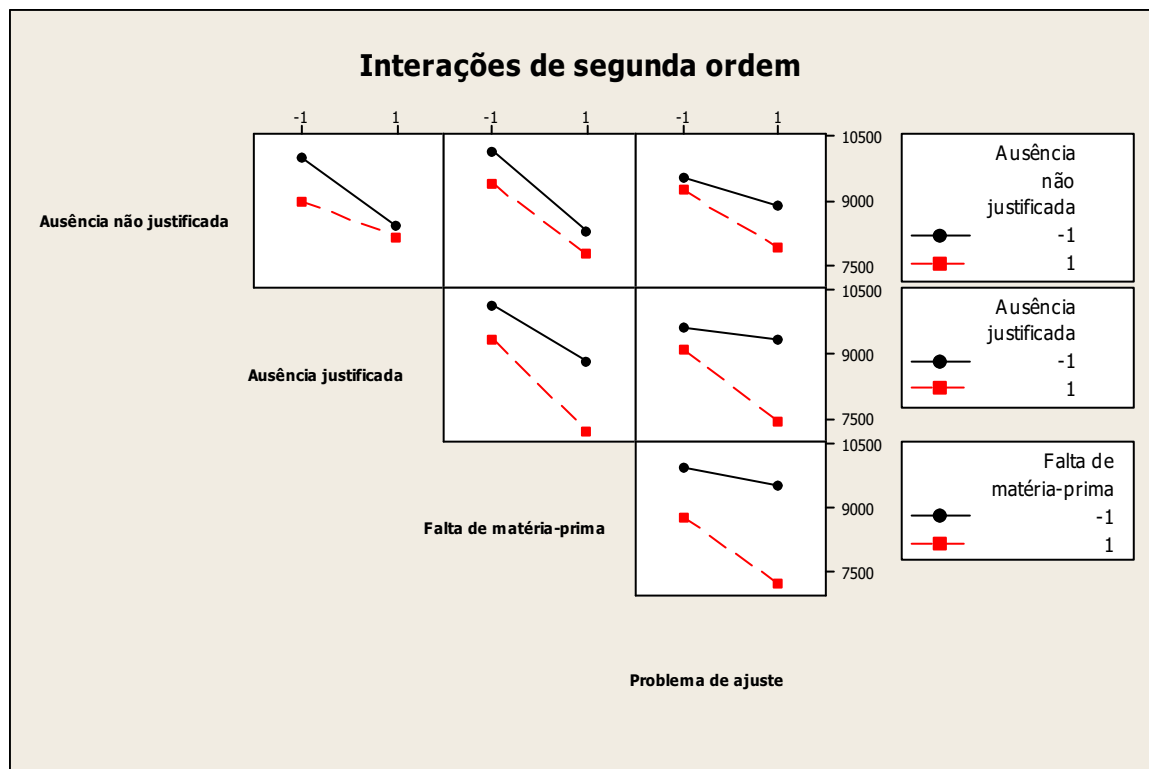 Interações de segunda ordem
-1 1 -1 1 -1 1
10500
9000
7500
Ausência não justificada
Ausência
não
justificada
-1
1
10500
9000
7500
Ausência justificada
Ausência
justificada
-1
1
10500
9000
7500
Falta de matéria-prima
Falta de
matéria-prima
-1
1
Problema de ajuste